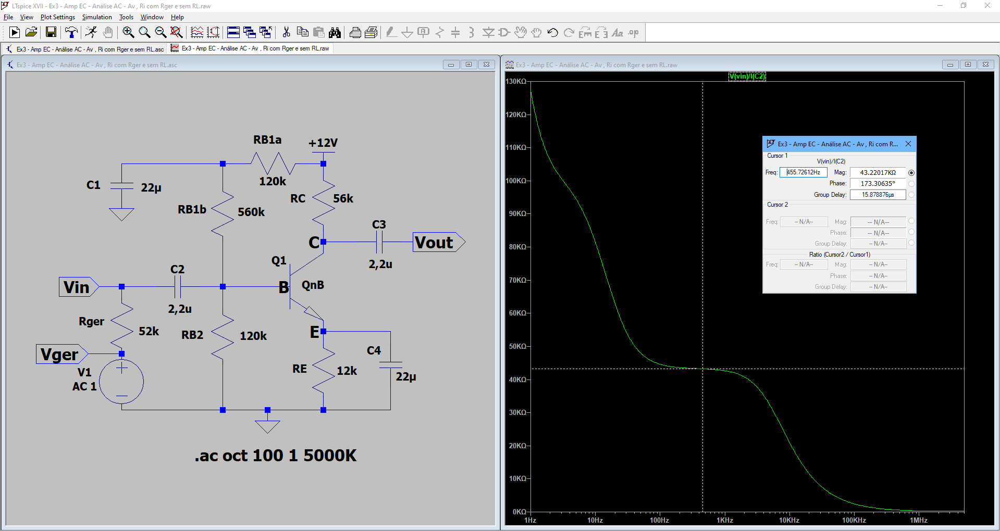 LTspice XVII - Ex3 - Amp EC - Análise AC - Av , Ri com Rger e sem RL.raw
File View Plot Settings Simulation Tools Window Help
Ex3 - Amp EC - Análise AC - Av , Ri com Rger e sem RL.asc
Ex3 - Amp EC - Análise AC - Av , Ri com Rger e sem RL.raw
Ex3 - Amp EC - Análise AC - Av , Ri com Rger e sem RL.asc
RB1a
+12V
120k
C1
22µ
RC
56k
RB1b
560k
C3
Vout
C
2,2u
Q1
C2
Vin
B
QnB
2,2u
Rger
52k
RB2
120k
E
C4
Vger
V1
AC 1
RE
12k
22µ
.ac oct 100 1 5000K
Ex3 - Amp EC - Análise AC - Av , Ri com Rger e sem RL.raw
V(vin)/I(C2)
130KΩ
120KΩ
110KΩ
100KΩ
90KΩ
80KΩ
70KΩ
60KΩ
50KΩ
40KΩ
30KΩ
20KΩ
10KΩ
0KΩ
1Hz 10Hz 100Hz 1KHz 10KHz 100KHz 1MHz
Ex3 - Amp EC - Análise AC - Av , Ri com R...
Cursor 1
V(vin)/I(C2)
Freq: 455.72612Hz Mag: 43.22017KΩ
Phase: 173.30635°
Group Delay: 15.878876µs
Cursor 2
Freq: -- N/A-- Mag: -- N/A--
Phase: -- N/A--
Group Delay: -- N/A--
Ratio (Cursor2 / Cursor1)
Freq: -- N/A-- Mag: -- N/A--
Phase: -- N/A--
Group Delay: -- N/A--